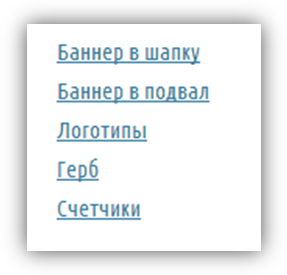 Баннер в шапку
Баннер в подвал
Логотипы
Герб
Счетчики